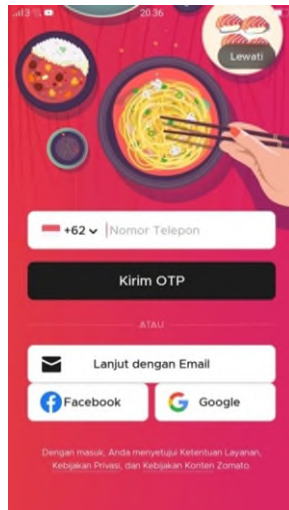 20.36
Lewati
+62
Nomor Telepon
Kirim OTP
ATAU
Lanjut dengan Email
Facebook
Google
Dengan masuk, Anda menyetujui Ketentuan Layanan,
Kebijakan Privasi, dan Kebijakan Konten Zomato.